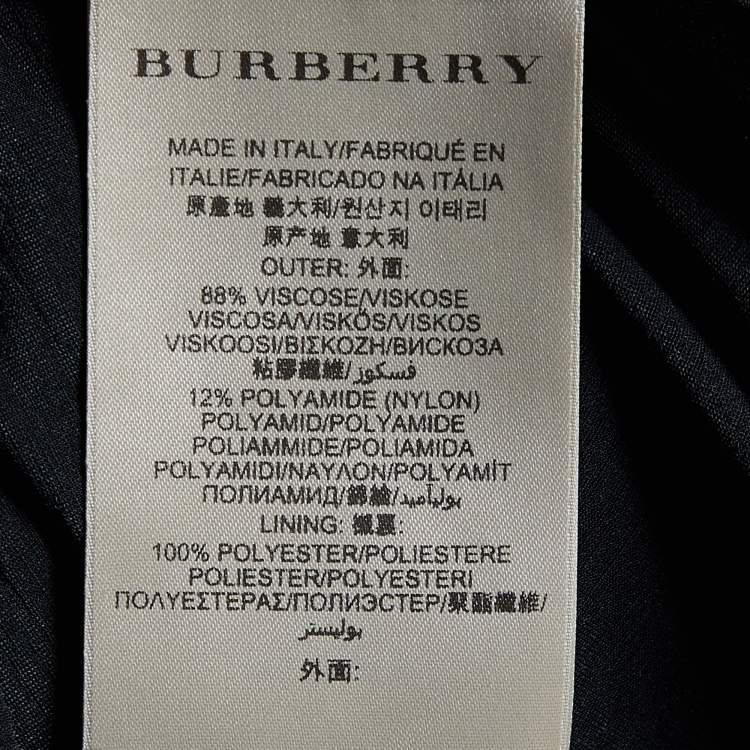 BURBERRY
MADE IN ITALY/FABRIQUÉ EN
ITALIE/FABRICADO NA ITÁLIA
原產地 義大利/원산지 이태리
原产地 意大利
OUTER: 外面:
88% VISCOSE/VISKOSE
VISCOSA/VISKÓS/VISKOS
VISKOOSI/ΒΙΣΚΟΖΗ/ВИСКОЗА
粘膠纖維/فسكوز
12% POLYAMIDE (NYLON)
POLYAMID/POLYAMIDE
POLIAMMIDE/POLIAMIDA
POLYAMIDI/ΝΑΥΛΟΝ/POLYAMÍT
ПОЛИАМИД/錦綸/بوليآميد
LINING: 襯裏:
100% POLYESTER/POLIESTERE
POLIESTER/POLYESTERI
ΠΟΛΥΕΣΤΕΡΑΣ/ПОЛИЭСТЕР/聚酯纖維/
بوليستر
外面: